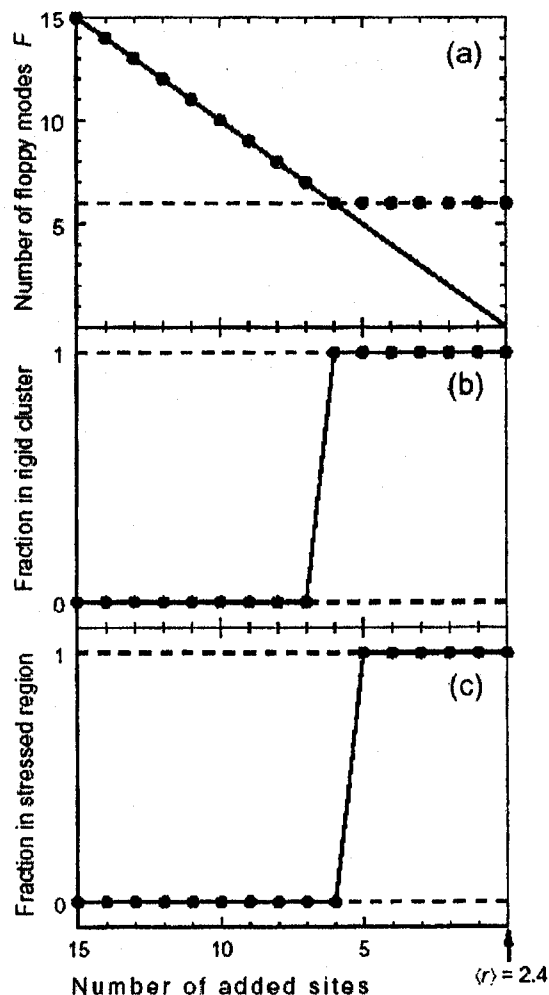 15
10
5
Number of floppy modes F
(a)
1
0
Fraction in rigid cluster
(b)
1
0
Fraction in stressed region
(c)
15
10
5
⟨r⟩ = 2.4
Number of added sites